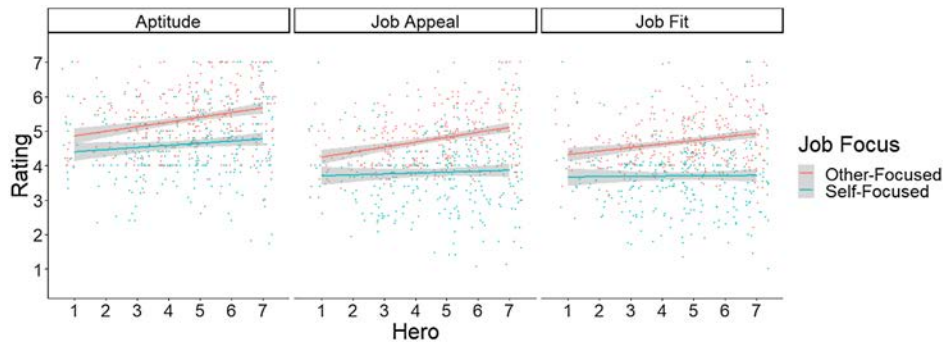 Aptitude Job Appeal Job Fit
7
6
5
4
3
2
1
Rating
1 2 3 4 5 6 7 1 2 3 4 5 6 7 1 2 3 4 5 6 7
Hero
Job Focus
Other-Focused
Self-Focused